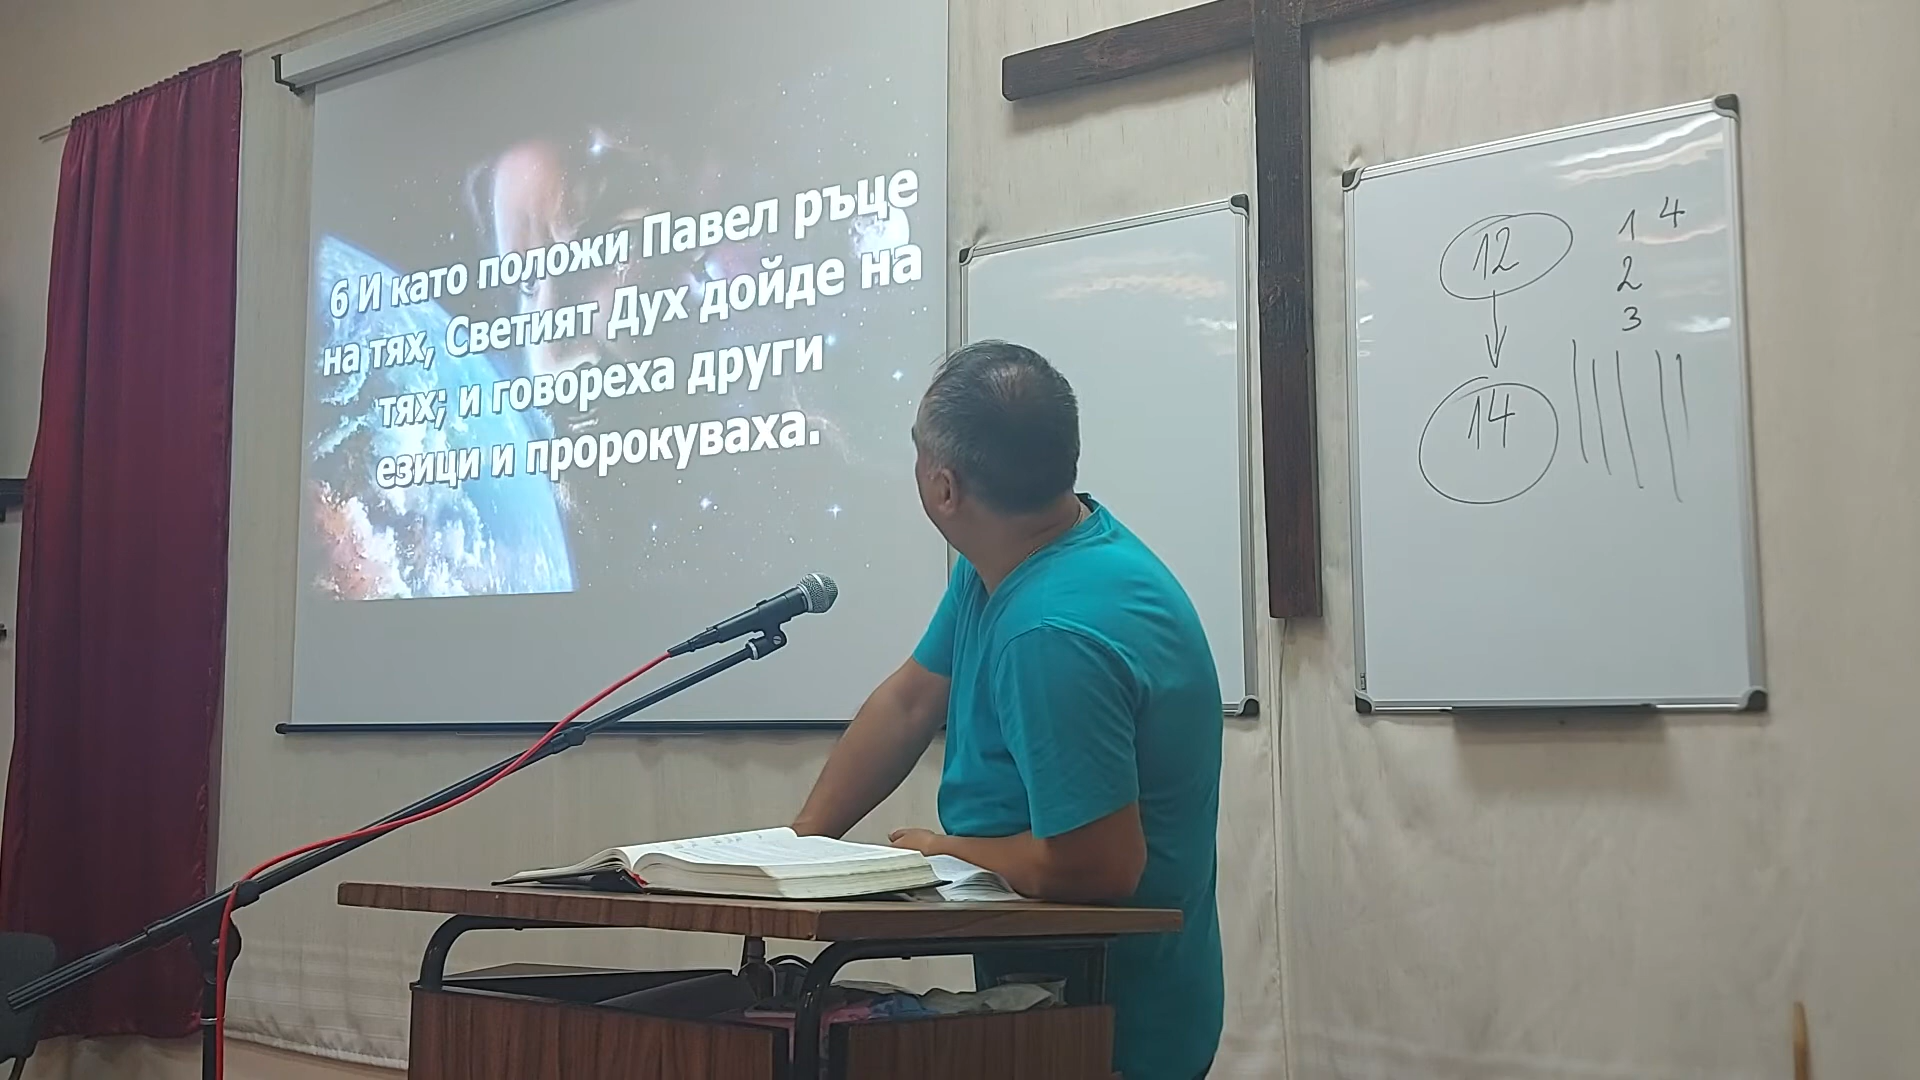 6 И като положи Павел ръце
на тях, Светият Дух дойде на
тях; и говореха други
езици и пророкуваха.
12
14
1 4
2
3